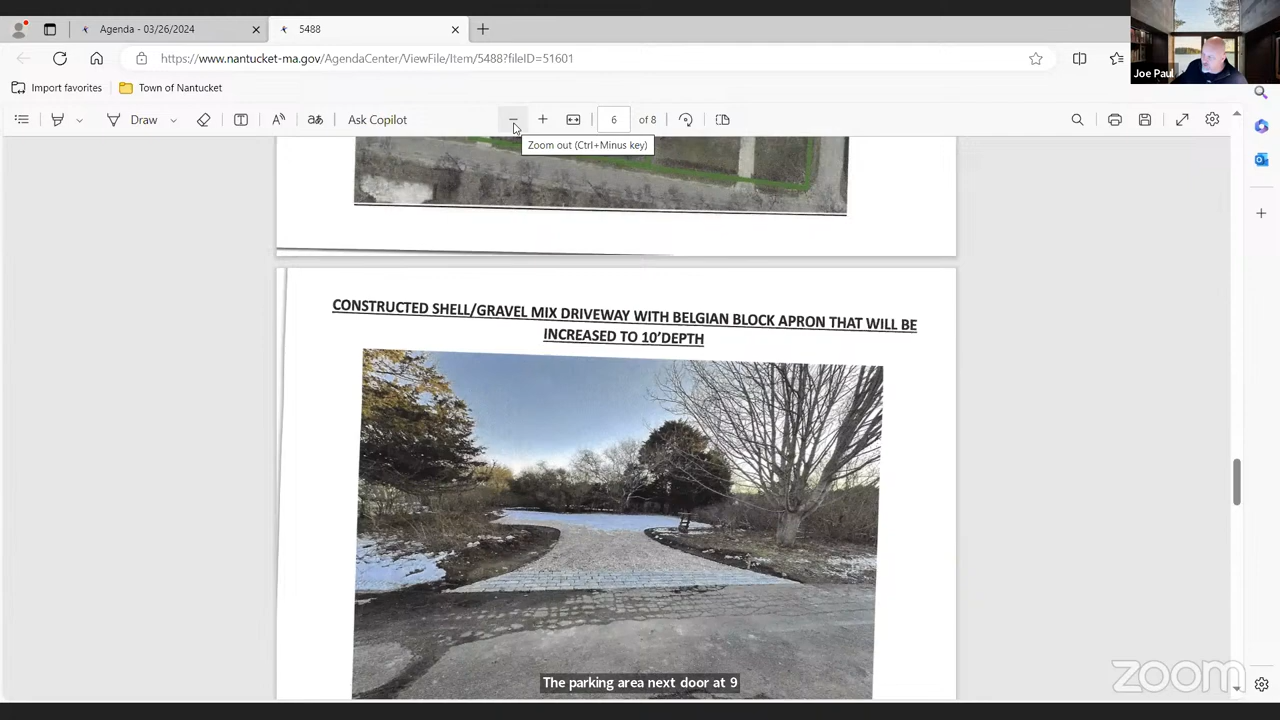 Agenda - 03/26/2024
5488
https://www.nantucket-ma.gov/AgendaCenter/ViewFile/Item/5488?fileID=51601
Import favorites
Town of Nantucket
Draw
Ask Copilot
6
of 8
Zoom out (Ctrl+Minus key)
Joe Paul
CONSTRUCTED SHELL/GRAVEL MIX DRIVEWAY WITH BELGIAN BLOCK APRON THAT WILL BE
INCREASED TO 10'DEPTH
The parking area next door at 9
zoom